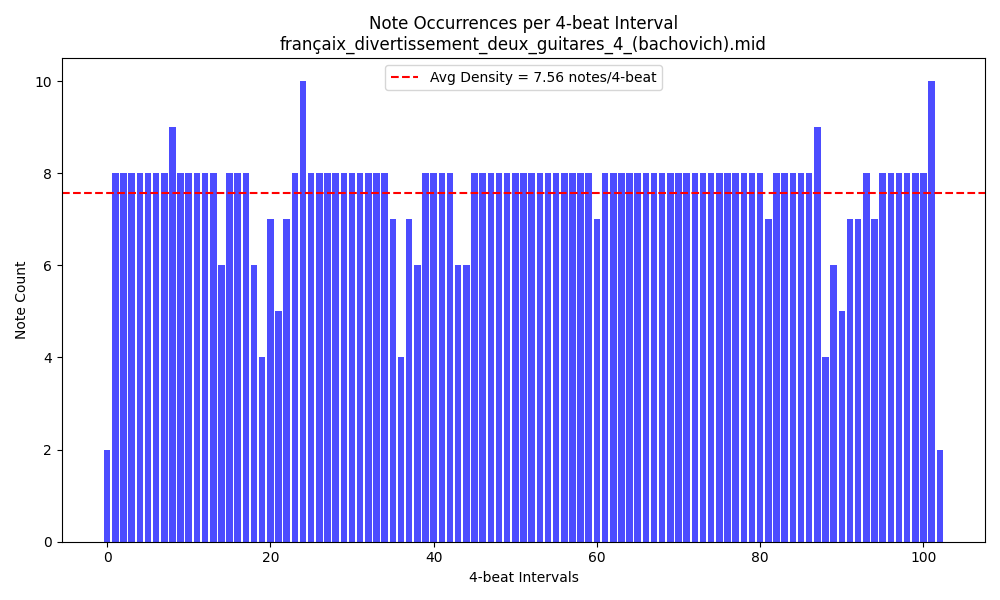 Note Occurrences per 4-beat Interval
françaix_divertissement_deux_guitares_4_(bachovich).mid
Avg Density = 7.56 notes/4-beat
Note Count
10
8
6
4
2
0
0 20 40 60 80 100
4-beat Intervals